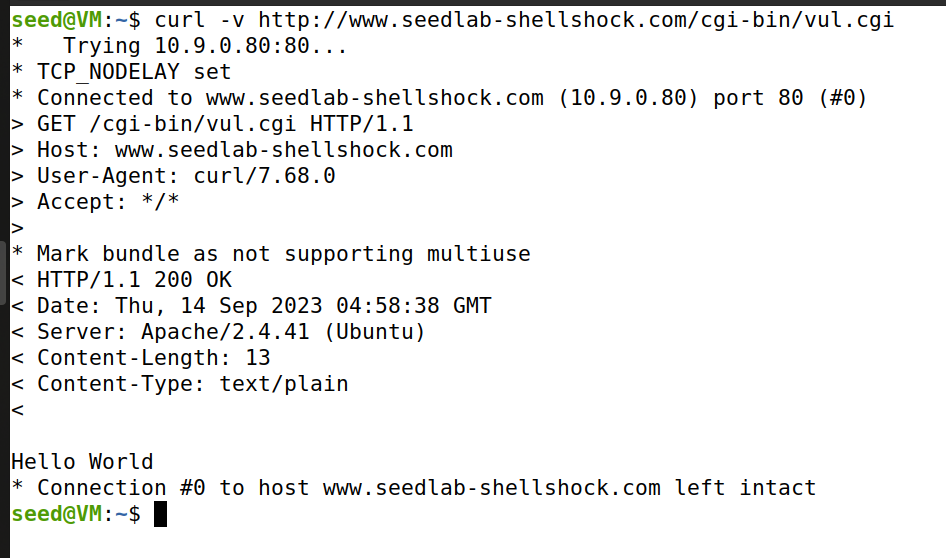 seed@VM:~$ curl -v http://www.seedlab-shellshock.com/cgi-bin/vul.cgi
*   Trying 10.9.0.80:80...
* TCP_NODELAY set
* Connected to www.seedlab-shellshock.com (10.9.0.80) port 80 (#0)
> GET /cgi-bin/vul.cgi HTTP/1.1
> Host: www.seedlab-shellshock.com
> User-Agent: curl/7.68.0
> Accept: */*
>
* Mark bundle as not supporting multiuse
< HTTP/1.1 200 OK
< Date: Thu, 14 Sep 2023 04:58:38 GMT
< Server: Apache/2.4.41 (Ubuntu)
< Content-Length: 13
< Content-Type: text/plain
<

Hello World
* Connection #0 to host www.seedlab-shellshock.com left intact
seed@VM:~$